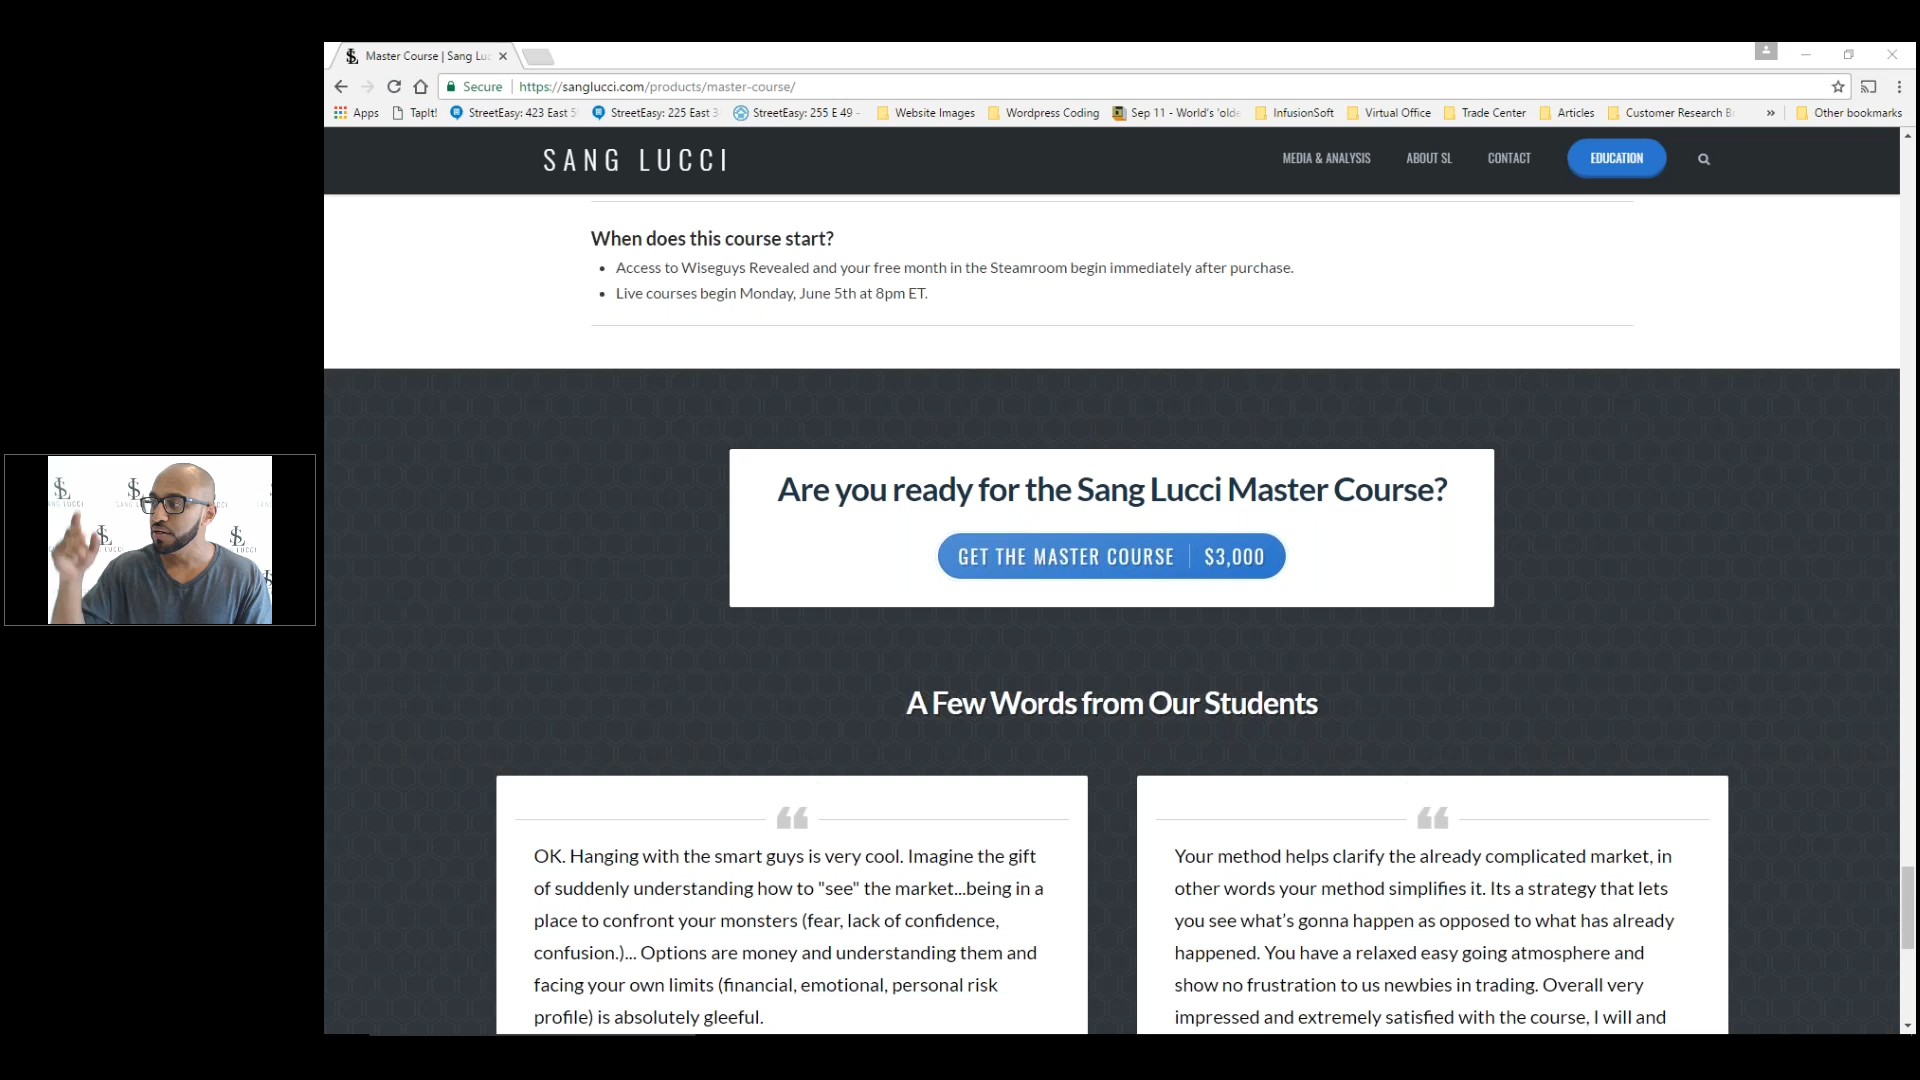 Master Course | Sang Luc
Secure | https://sanglucci.com/products/master-course/
Apps TapIt! StreetEasy: 423 East 5 StreetEasy: 225 East 3 StreetEasy: 255 E 49 - Website Images Wordpress Coding Sep 11 - World's 'olde InfusionSoft Virtual Office Trade Center Articles Customer Research B » Other bookmarks
SANG LUCCI MEDIA & ANALYSIS ABOUT SL CONTACT EDUCATION
When does this course start?
• Access to Wiseguys Revealed and your free month in the Steamroom begin immediately after purchase.
• Live courses begin Monday, June 5th at 8pm ET.
Are you ready for the Sang Lucci Master Course?
GET THE MASTER COURSE | $3,000
A Few Words from Our Students
OK. Hanging with the smart guys is very cool. Imagine the gift
of suddenly understanding how to "see" the market...being in a
place to confront your monsters (fear, lack of confidence,
confusion.)... Options are money and understanding them and
facing your own limits (financial, emotional, personal risk
profile) is absolutely gleeful.
Your method helps clarify the already complicated market, in
other words your method simplifies it. Its a strategy that lets
you see what’s gonna happen as opposed to what has already
happened. You have a relaxed easy going atmosphere and
show no frustration to us newbies in trading. Overall very
impressed and extremely satisfied with the course, I will and